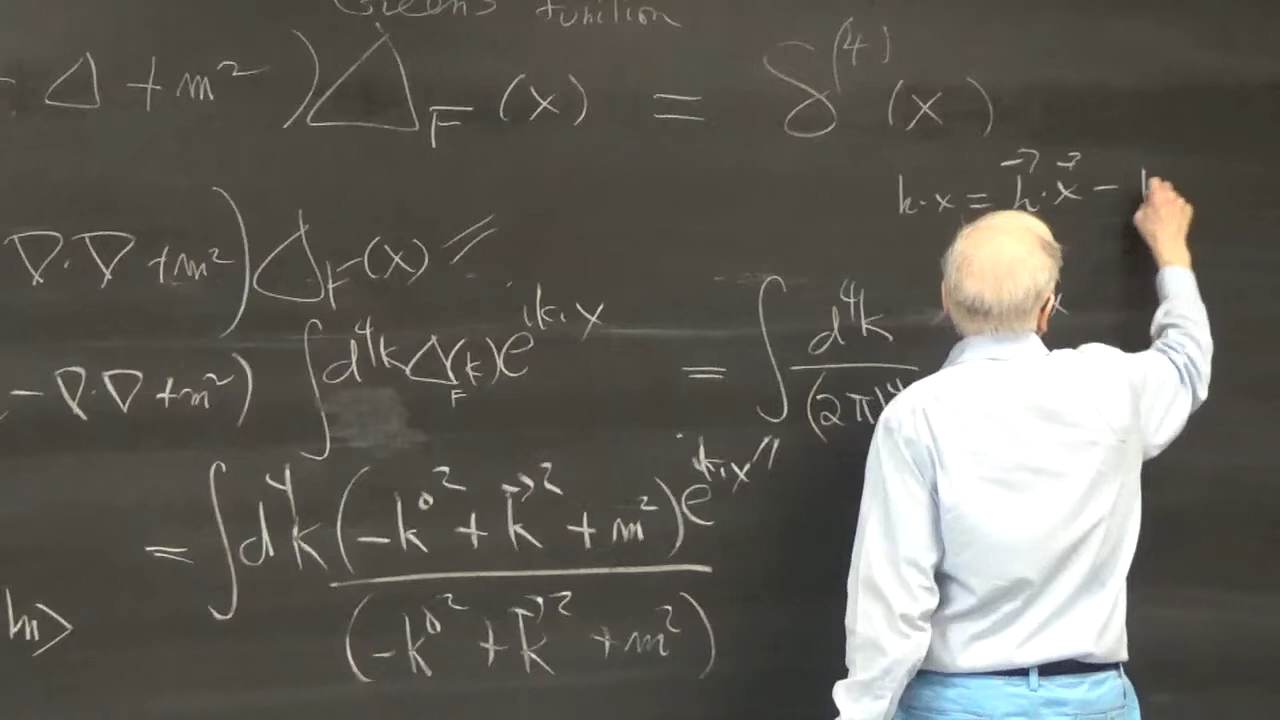 Green's function
- Δ + m² ) Δ_F (x) = δ^(4) (x)
k·x = k⃗·x⃗ -
∇·∇ + m² ) Δ_F (x) =
- ∇·∇ + m² ) ∫ d⁴k Δ_F(k) e^{ik·x} = ∫ d⁴k / (2π)⁴
= ∫ d⁴k ( -k⁰² + k⃗² + m² ) e^{ik·x} / ( -k⁰² + k⃗² + m² )